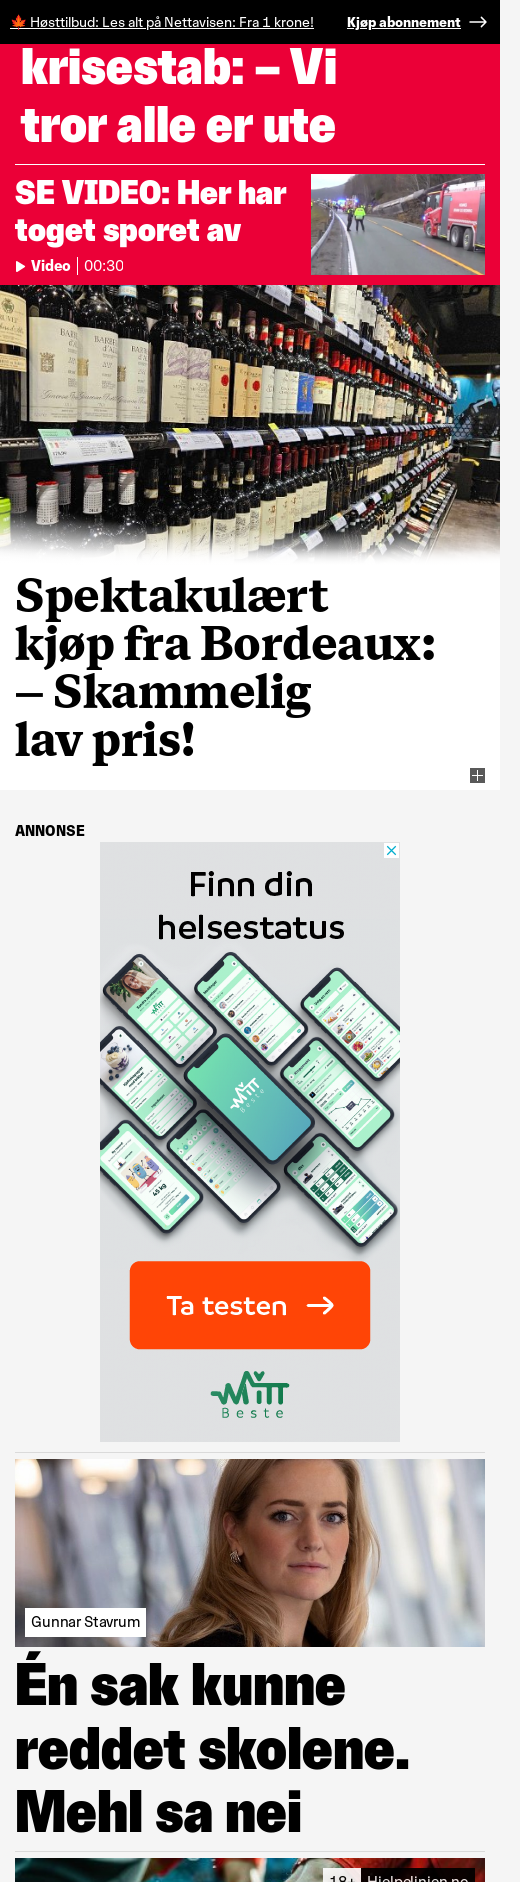 🍁 Høsttilbud: Les alt på Nettavisen: Fra 1 krone!
Kjøp abonnement →
krisestab: – Vi
tror alle er ute
SE VIDEO: Her har
toget sporet av
Video | 00:30
Spektakulært
kjøp fra Bordeaux:
– Skammelig
lav pris!
ANNONSE
Finn din
helsestatus
MITT
Beste
Ta testen →
MITT
Beste
Gunnar Stavrum
Én sak kunne
reddet skolene.
Mehl sa nei
18+ Hjelpelinjen.no